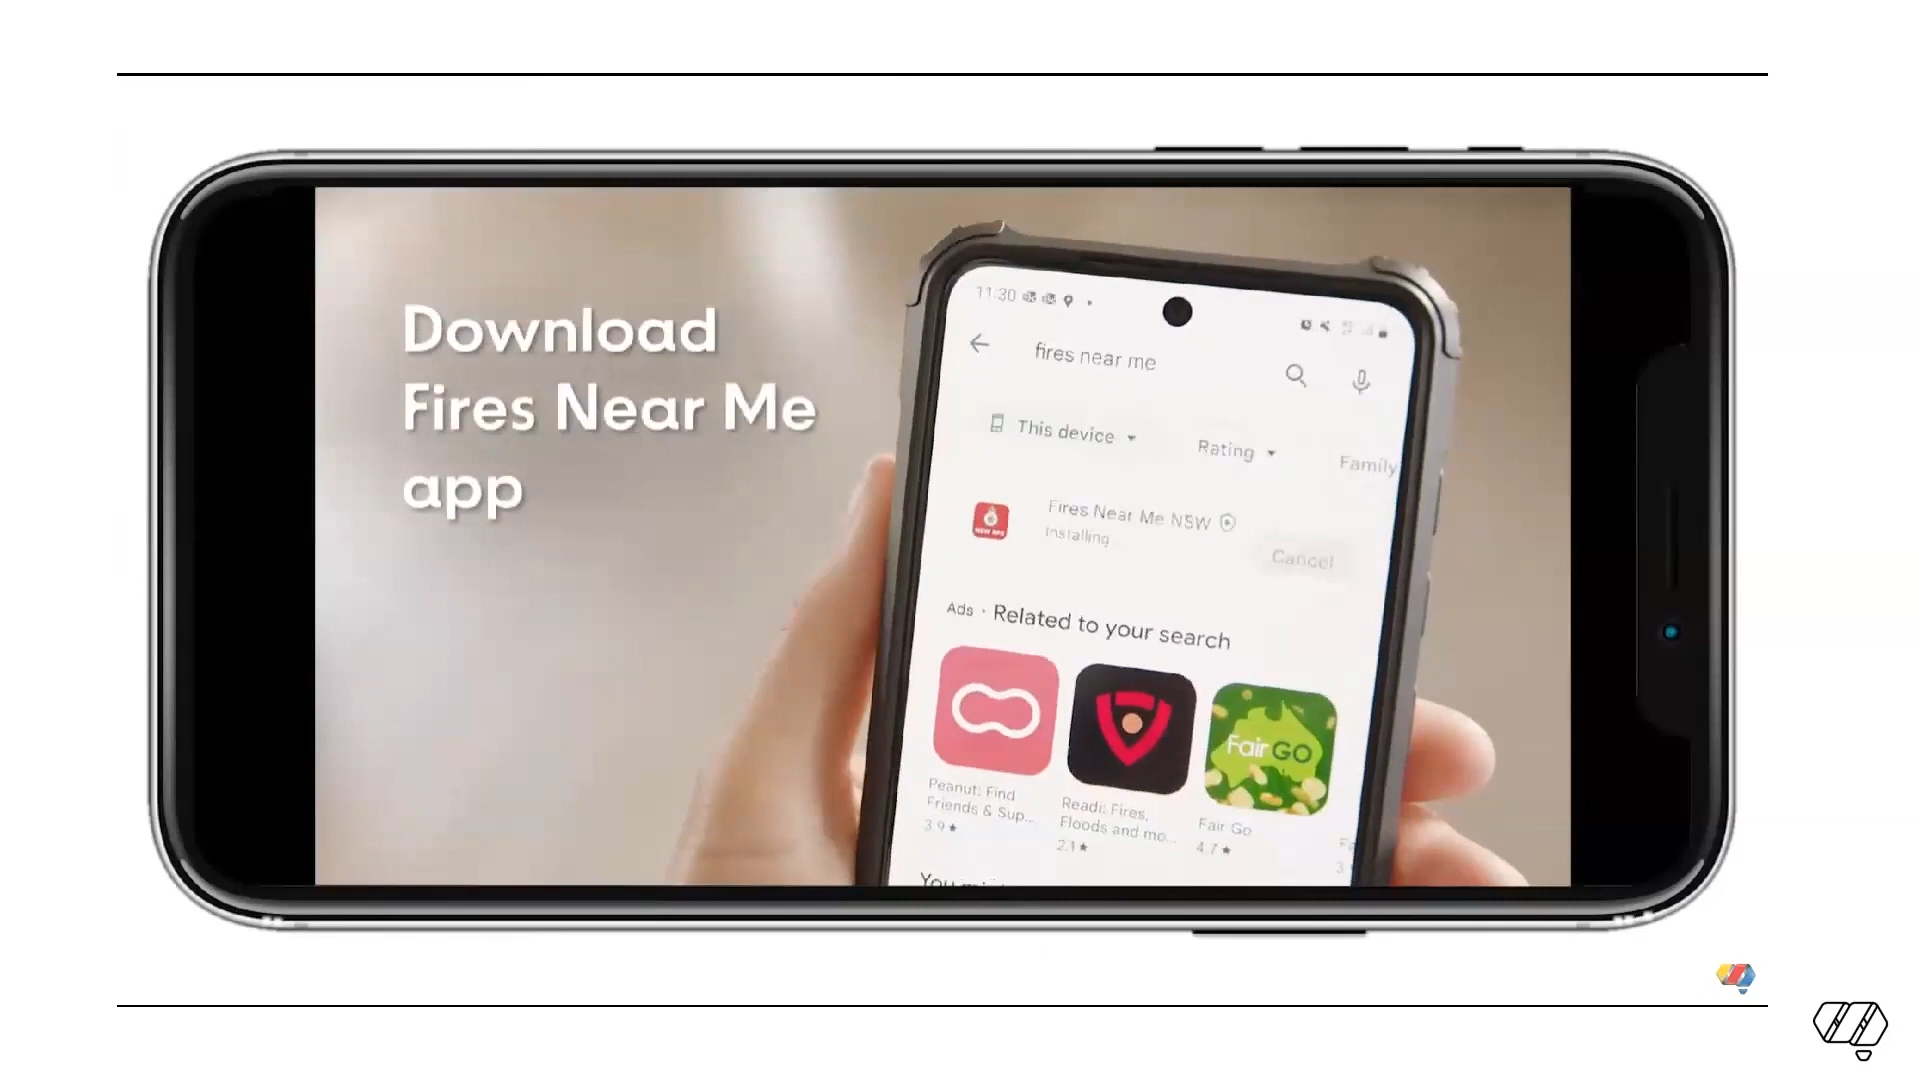 Download
Fires Near Me
app
11:30
fires near me
This device
Rating
Family
Fires Near Me NSW
Installing
Cancel
NSW RFS
Ads · Related to your search
Fair GO
Peanut: Find
Friends & Sup...
3.9★
Readi: Fires,
Floods and mo...
2.1★
Fair Go
4.7★